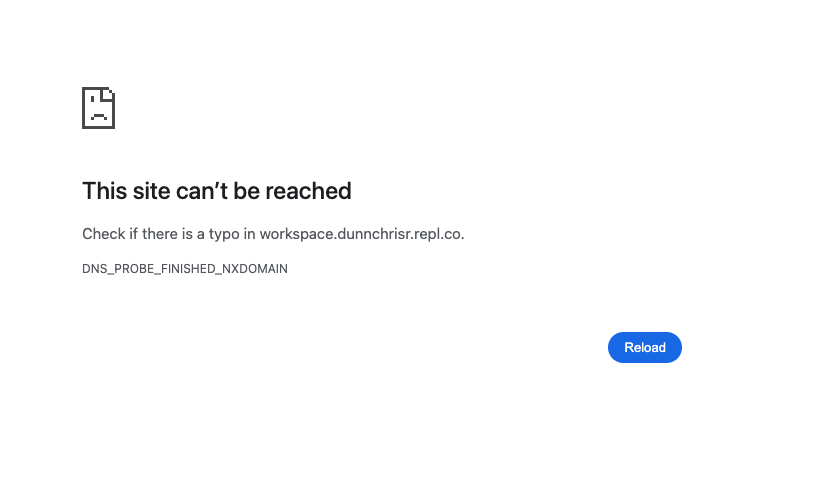 This site can’t be reached
Check if there is a typo in workspace.dunnchrisr.repl.co.
DNS_PROBE_FINISHED_NXDOMAIN
Reload